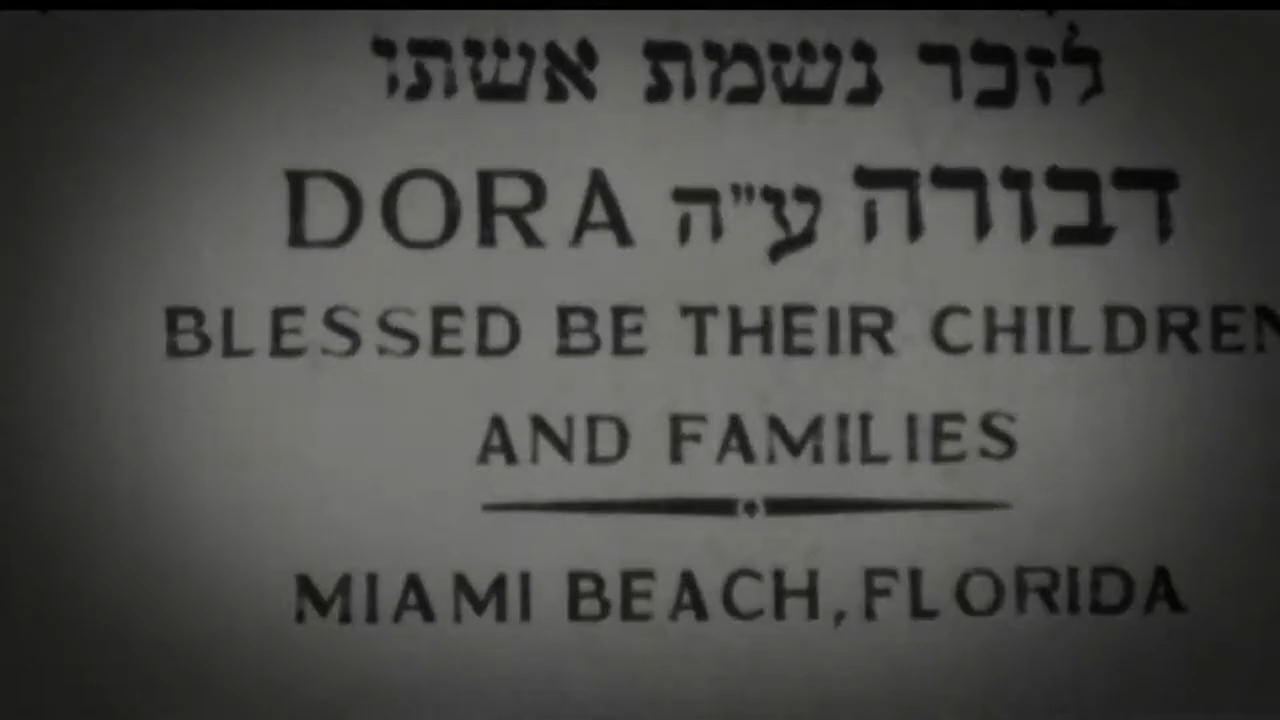 לזכר נשמת אשתו
DORA דבורה ע״ה
BLESSED BE THEIR CHILDREN
AND FAMILIES
MIAMI BEACH, FLORIDA